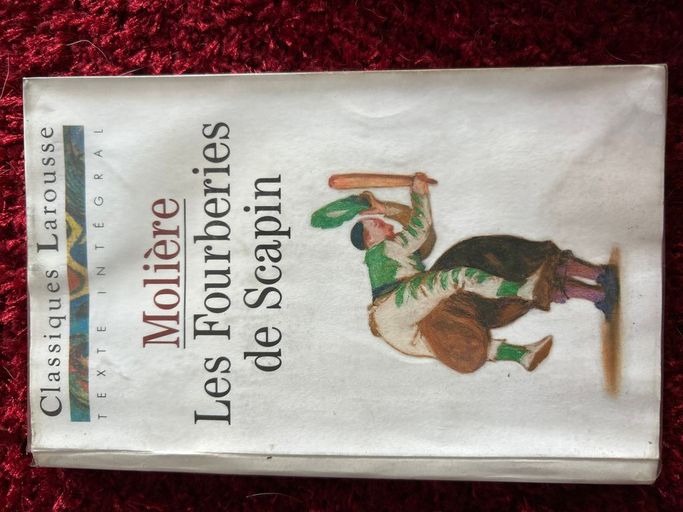 Classiques Larousse
TEXTE INTÉGRAL
Molière
Les Fourberies
de Scapin